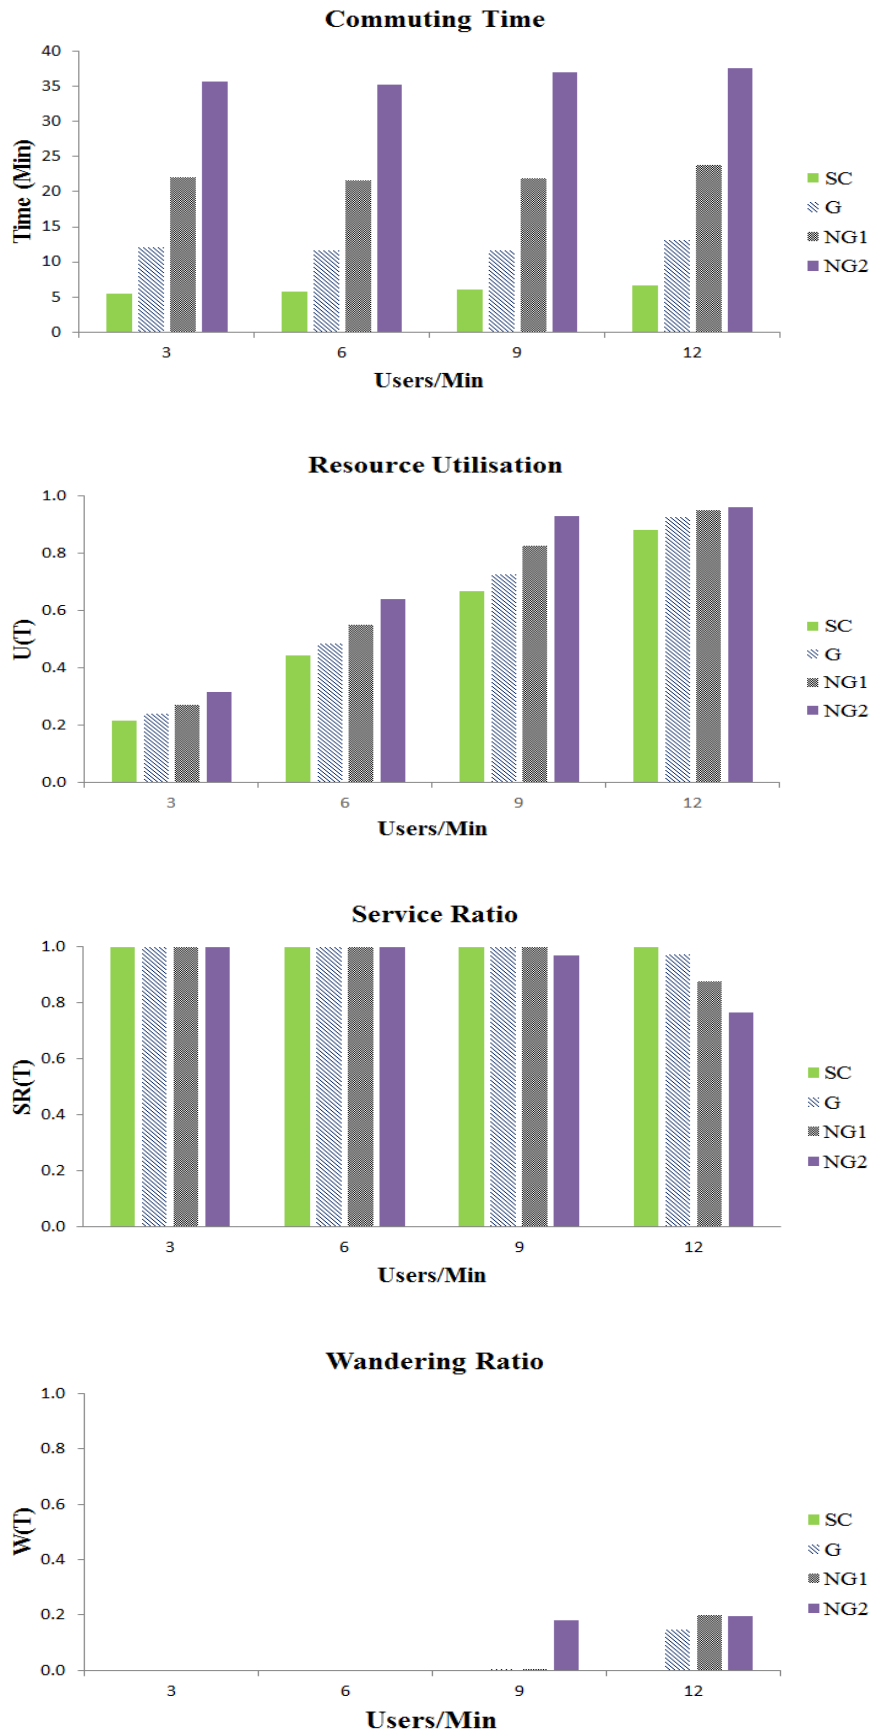 Commuting Time
40
35
30
25
20
15
10
5
0
Time (Min)
3 6 9 12
Users/Min
SC
G
NG1
NG2
Resource Utilisation
1.0
0.8
0.6
0.4
0.2
0.0
U(T)
3 6 9 12
Users/Min
SC
G
NG1
NG2
Service Ratio
1.0
0.8
0.6
0.4
0.2
0.0
SR(T)
3 6 9 12
Users/Min
SC
G
NG1
NG2
Wandering Ratio
1.0
0.8
0.6
0.4
0.2
0.0
W(T)
3 6 9 12
Users/Min
SC
G
NG1
NG2